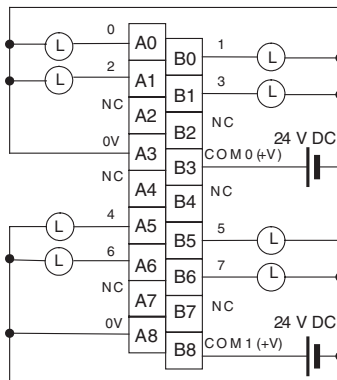 0 L A0 B0 1 L
2 L A1 B1 3 L
NC A2 B2 NC
0V A3 B3 COM 0 (+V) 24 V DC
NC A4 B4 NC
4 L A5 B5 5 L
6 L A6 B6 7 L
NC A7 B7 NC
0V A8 B8 COM 1 (+V) 24 V DC